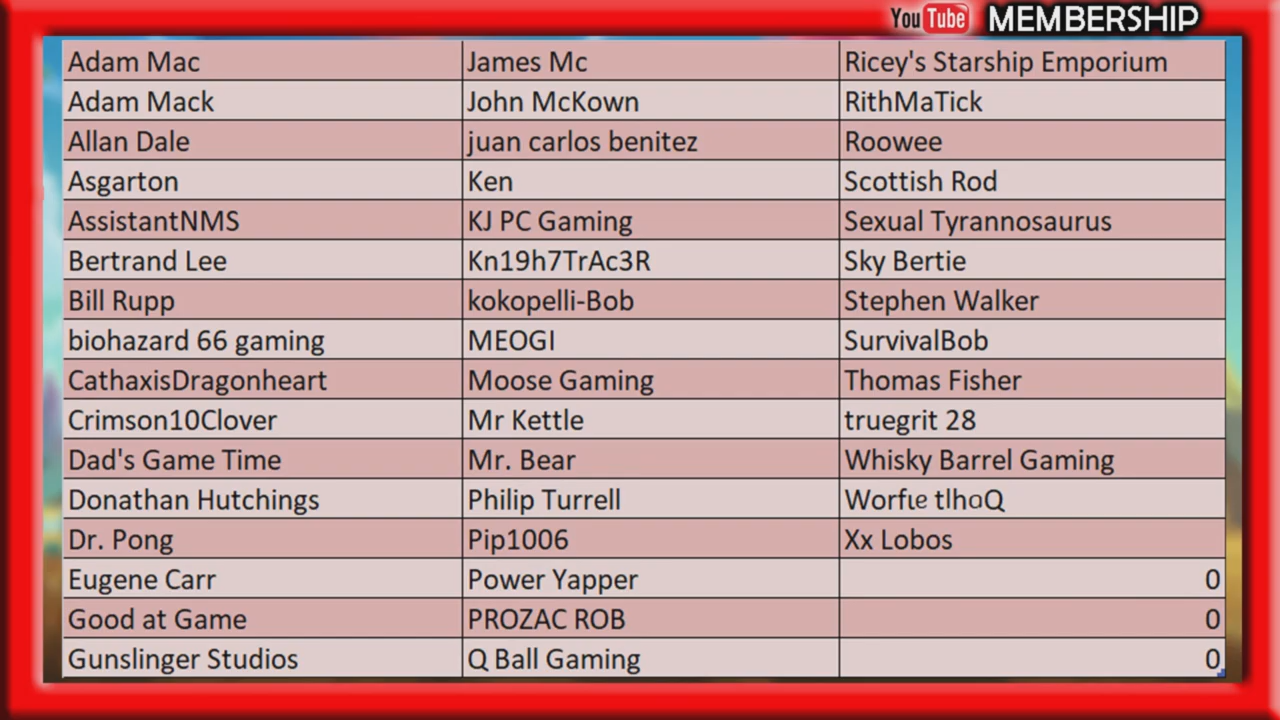 YouTube MEMBERSHIP
Adam Mac James Mc Ricey's Starship Emporium
Adam Mack John McKown RithMaTick
Allan Dale juan carlos benitez Roowee
Asgarton Ken Scottish Rod
AssistantNMS KJ PC Gaming Sexual Tyrannosaurus
Bertrand Lee Kn19h7TrAc3R Sky Bertie
Bill Rupp kokopelli-Bob Stephen Walker
biohazard 66 gaming MEOGI SurvivalBob
CathaxisDragonheart Moose Gaming Thomas Fisher
Crimson10Clover Mr Kettle truegrit 28
Dad's Game Time Mr. Bear Whisky Barrel Gaming
Donathan Hutchings Philip Turrell Worfɩe tlhɑQ
Dr. Pong Pip1006 Xx Lobos
Eugene Carr Power Yapper 0
Good at Game PROZAC ROB 0
Gunslinger Studios Q Ball Gaming 0